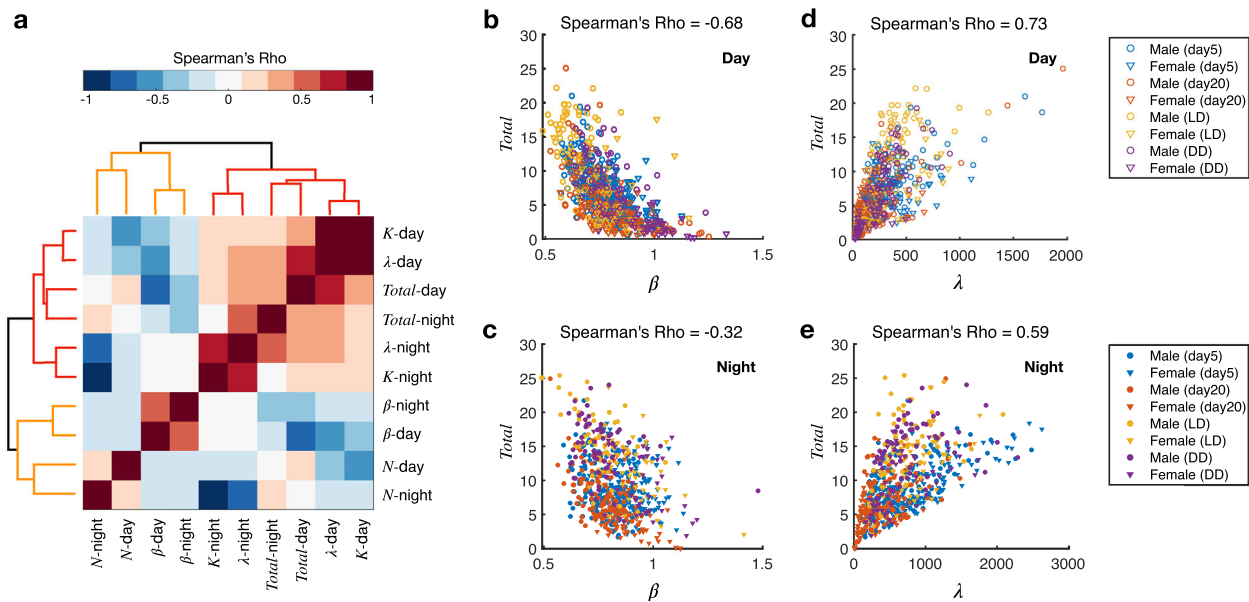 a
Spearman's Rho
-1 -0.5 0 0.5 1
K-day
λ-day
Total-day
Total-night
λ-night
K-night
β-night
β-day
N-day
N-night
N-night N-day β-day β-night K-night λ-night Total-night Total-day λ-day K-day
b
Spearman's Rho = -0.68
Day
Total
30
25
20
15
10
5
0
0.5 1 1.5
β
c
Spearman's Rho = -0.32
Night
Total
30
25
20
15
10
5
0
0.5 1 1.5
β
d
Spearman's Rho = 0.73
Day
Total
30
25
20
15
10
5
0
0 500 1000 1500 2000
λ
Male (day5)
Female (day5)
Male (day20)
Female (day20)
Male (LD)
Female (LD)
Male (DD)
Female (DD)
e
Spearman's Rho = 0.59
Night
Total
30
25
20
15
10
5
0
0 1000 2000 3000
λ
Male (day5)
Female (day5)
Male (day20)
Female (day20)
Male (LD)
Female (LD)
Male (DD)
Female (DD)